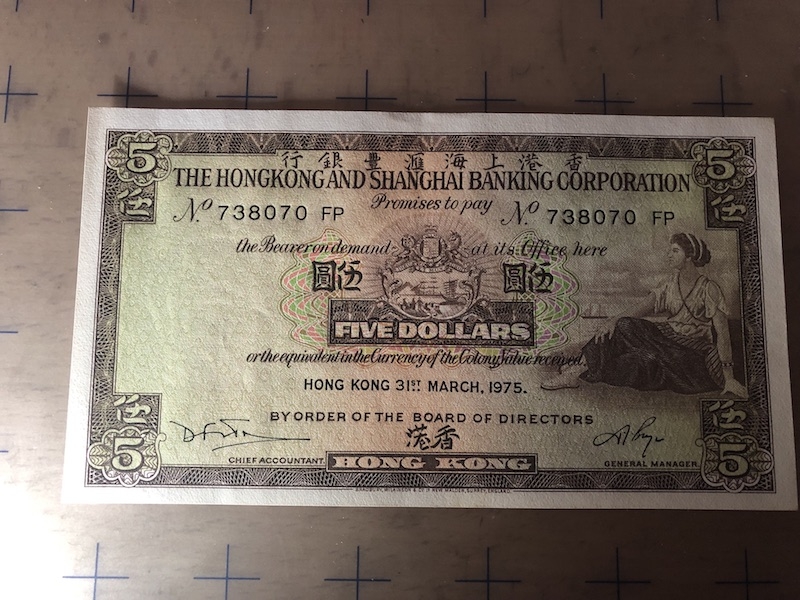 5 5
行銀豐滙海上港香
THE HONGKONG AND SHANGHAI BANKING CORPORATION
伍 伍
Promises to pay
No 738070 FP No 738070 FP
the Bearer on demand at its Office here
圓伍 圓伍
FIVE DOLLARS
or the equivalent in the Currency of the Colony Value received.
HONG KONG 31ST MARCH, 1975.
伍 伍
BY ORDER OF THE BOARD OF DIRECTORS
港香
5 5
CHIEF ACCOUNTANT. HONG KONG GENERAL MANAGER.